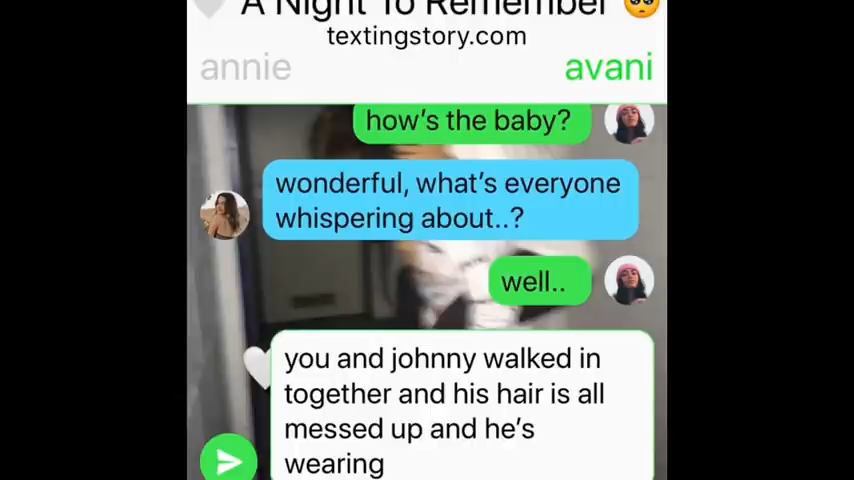 A Night To Remember 🥺
textingstory.com
annie
avani
how's the baby?
wonderful, what's everyone
whispering about..?
well..
you and johnny walked in
together and his hair is all
messed up and he's
wearing